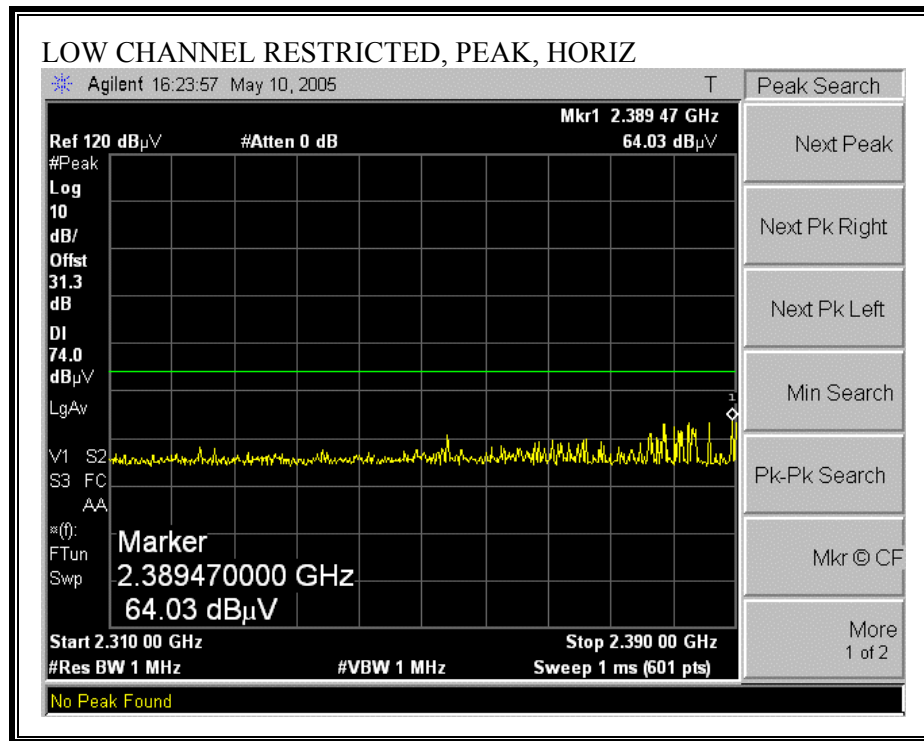 LOW CHANNEL RESTRICTED, PEAK, HORIZ
Agilent 16:23:57 May 10, 2005 T
Peak Search
Mkr1 2.389 47 GHz
Ref 120 dBµV #Atten 0 dB 64.03 dBµV
#Peak
Log
10
dB/
Offst
31.3
dB
DI
74.0
dBµV
LgAv
1
V1 S2
S3 FC
AA
¤(f):
FTun
Swp
Marker
2.389470000 GHz
64.03 dBµV
Start 2.310 00 GHz Stop 2.390 00 GHz
#Res BW 1 MHz #VBW 1 MHz Sweep 1 ms (601 pts)
No Peak Found
Next Peak
Next Pk Right
Next Pk Left
Min Search
Pk-Pk Search
Mkr © CF
More
1 of 2